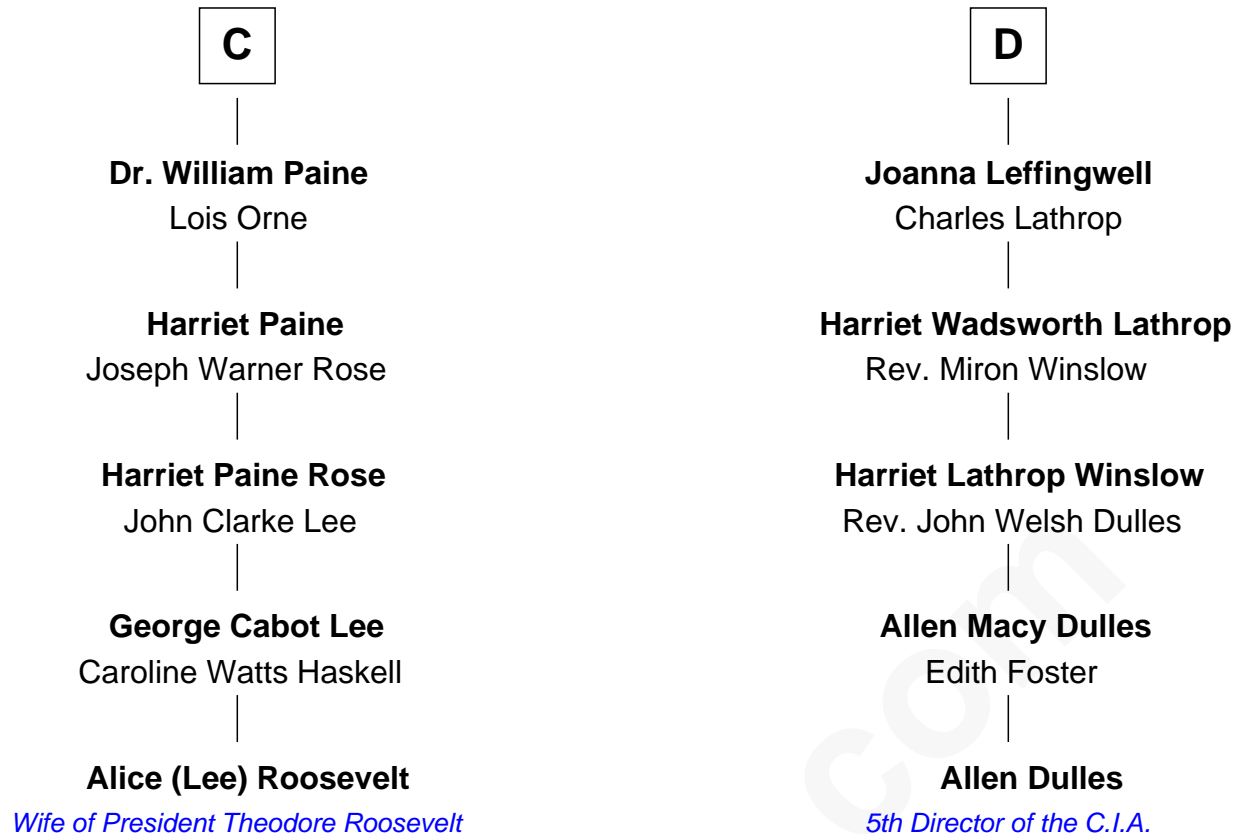 C
Dr. William Paine
Lois Orne
Harriet Paine
Joseph Warner Rose
Harriet Paine Rose
John Clarke Lee
George Cabot Lee
Caroline Watts Haskell
Alice (Lee) Roosevelt
Wife of President Theodore Roosevelt
D
Joanna Leffingwell
Charles Lathrop
Harriet Wadsworth Lathrop
Rev. Miron Winslow
Harriet Lathrop Winslow
Rev. John Welsh Dulles
Allen Macy Dulles
Edith Foster
Allen Dulles
5th Director of the C.I.A.
com